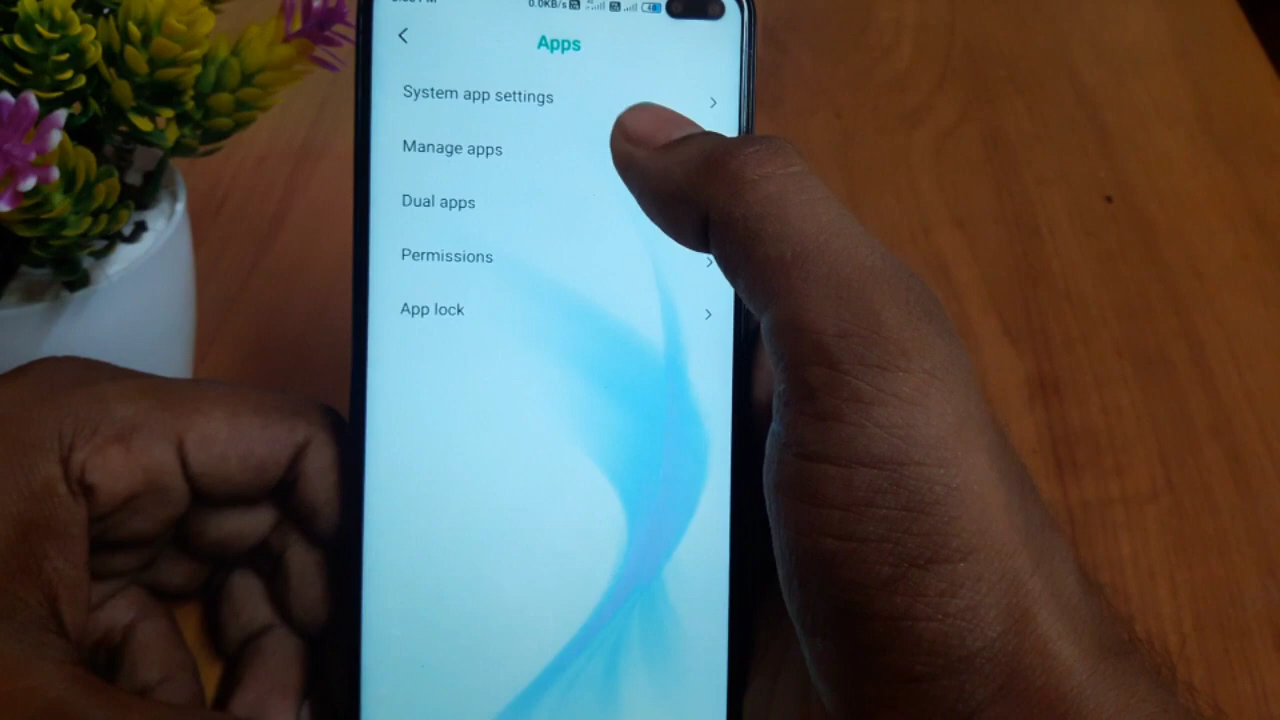 0.0KB/s
Apps
System app settings
Manage apps
Dual apps
Permissions
App lock